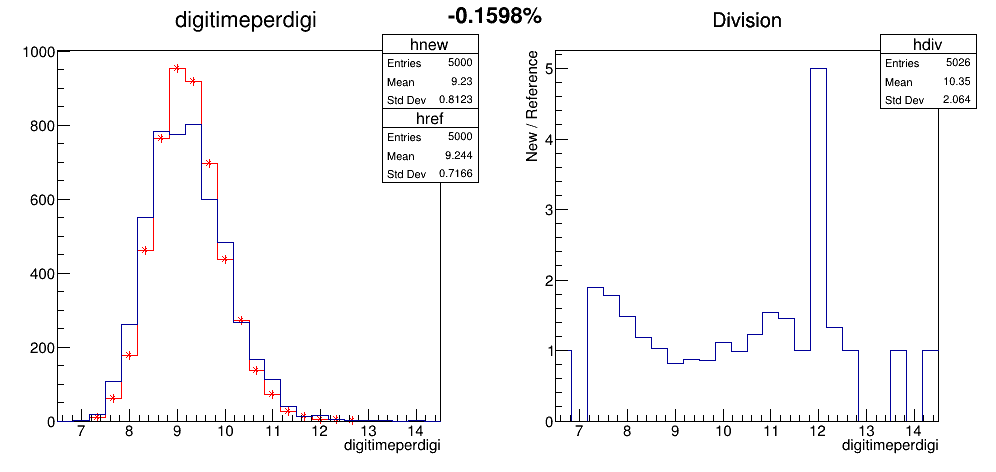 digitimeperdigi
-0.1598%
Division
hnew
Entries 5000
Mean 9.23
Std Dev 0.8123
href
Entries 5000
Mean 9.244
Std Dev 0.7166
1000
800
600
400
200
0
7 8 9 10 11 12 13 14
digitimeperdigi
hdiv
Entries 5026
Mean 10.35
Std Dev 2.064
New / Reference
5
4
3
2
1
0
7 8 9 10 11 12 13 14
digitimeperdigi